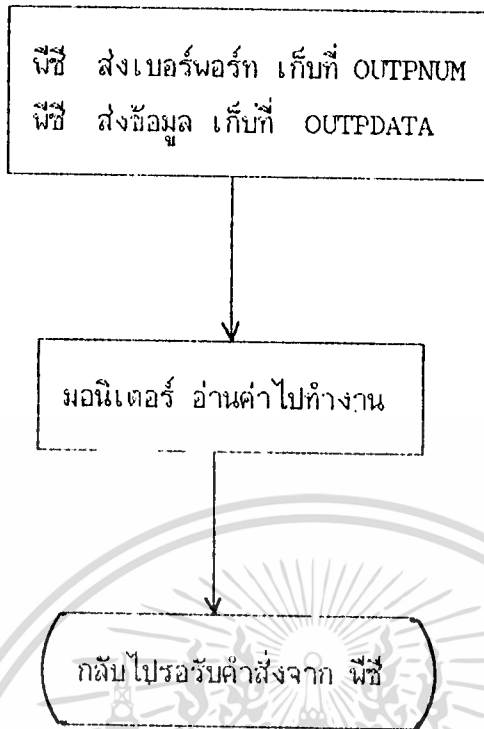 พีซี ส่งเบอร์พอร์ท เก็บที่ OUTPNUM
พีซี ส่งข้อมูล เก็บที่ OUTPDATA
มอนิเตอร์ อ่านค่าไปทำงาน
กลับไปรอรับคำสั่งจาก พีซี